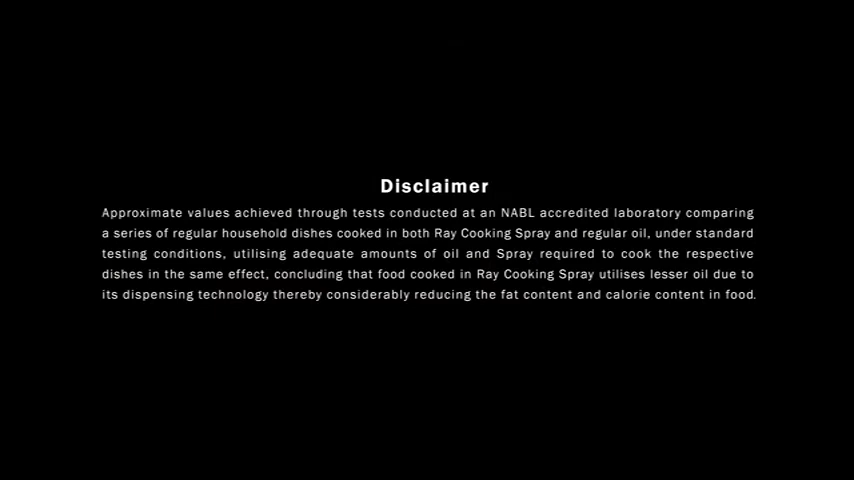 Disclaimer
Approximate values achieved through tests conducted at an NABL accredited laboratory comparing
a series of regular household dishes cooked in both Ray Cooking Spray and regular oil, under standard
testing conditions, utilising adequate amounts of oil and Spray required to cook the respective
dishes in the same effect, concluding that food cooked in Ray Cooking Spray utilises lesser oil due to
its dispensing technology thereby considerably reducing the fat content and calorie content in food.